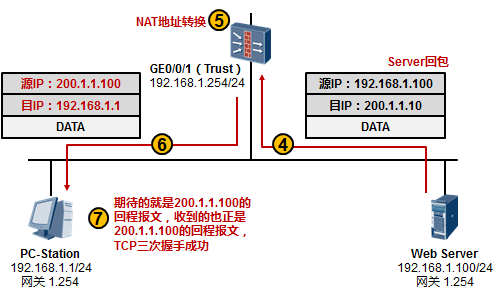 NAT地址转换
5
Server回包
GE0/0/1（Trust）
192.168.1.254/24
源IP：200.1.1.100
目IP：192.168.1.1
DATA
源IP：192.168.1.100
目IP：200.1.1.10
DATA
6
4
7
期待的就是200.1.1.100的
回程报文，收到的也正是
200.1.1.100的回程报文，
TCP三次握手成功
PC-Station
192.168.1.1/24
网关 1.254
Web Server
192.168.1.100/24
网关 1.254